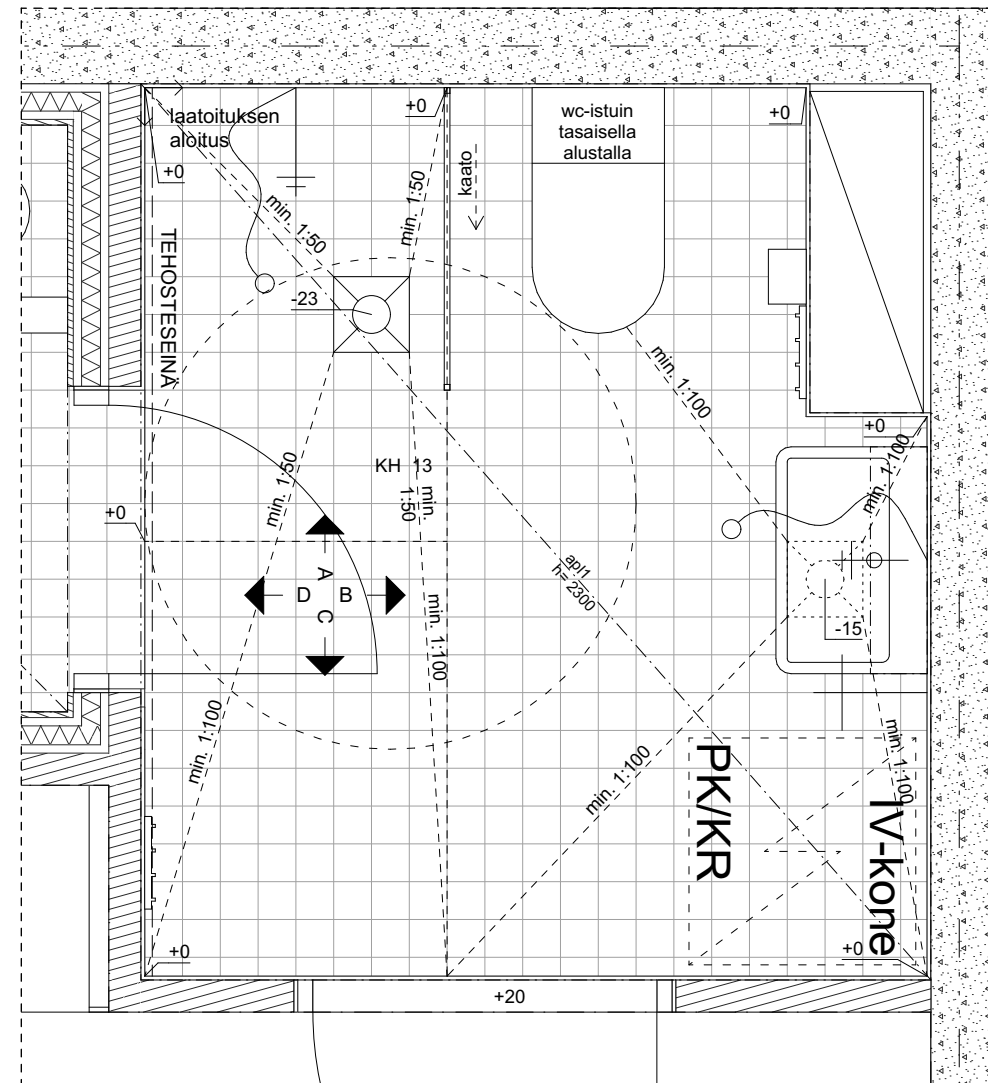 laatoituksen
aloitus
+0
+0
wc-istuin
tasaisella
alustalla
+0
kaato
min. 1:50
min. 1:50
TEHOSTESEINÄ
-23
min. 1:100
+0
min. 1:100
KH 13
min. 1:50
min.
1:50
+0
apl1
h= 2300
A
D
B
C
min. 1:100
-15
min. 1:100
min. 1:100
min. 1:100
PK/KR
IV-kone
+0
+0
+20